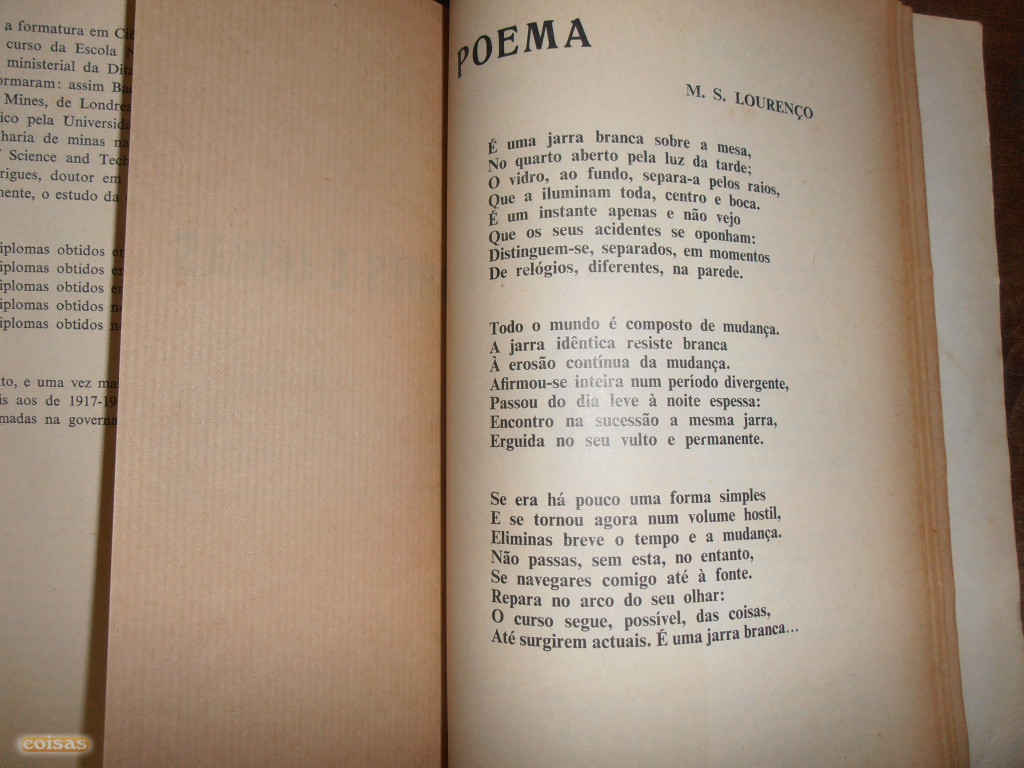 a formatura em
curso da Escola
ministerial da
ormaram: assim
Mines, de Londres
ico pela
haria de minas
Science and
rigues, doutor em
mente, o estudo da
iplomas obtidos
iplomas obtidos
iplomas obtidos
iplomas obtidos
iplomas obtidos
to, e uma vez
is aos de
madas na
POEMA
M. S. LOURENÇO
É uma jarra branca sobre a mesa,
No quarto aberto pela luz da tarde;
O vidro, ao fundo, separa-a pelos raios,
Que a iluminam toda, centro e boca.
É um instante apenas e não vejo
Que os seus acidentes se oponham:
Distinguem-se, separados, em momentos
De relógios, diferentes, na parede.
Todo o mundo é composto de mudança.
A jarra idêntica resiste branca
À erosão contínua da mudança.
Afirmou-se inteira num período divergente,
Passou do dia leve à noite espessa:
Encontro na sucessão a mesma jarra,
Erguida no seu vulto e permanente.
Se era há pouco uma forma simples
E se tornou agora num volume hostil,
Eliminas breve o tempo e a mudança.
Não passas, sem esta, no entanto,
Se navegares comigo até à fonte.
Repara no arco do seu olhar:
O curso segue, possível, das coisas,
Até surgirem actuais. É uma jarra branca...
coisas